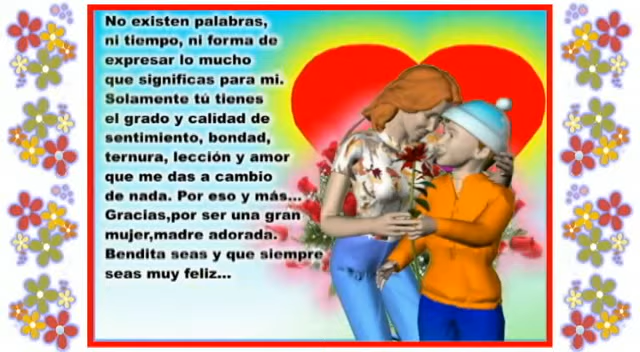 No existen palabras,
ni tiempo, ni forma de
expresar lo mucho
que significas para mi.
Solamente tú tienes
el grado y calidad de
sentimiento, bondad,
ternura, lección y amor
que me das a cambio
de nada. Por eso y más...
Gracias,por ser una gran
mujer,madre adorada.
Bendita seas y que siempre
seas muy feliz...